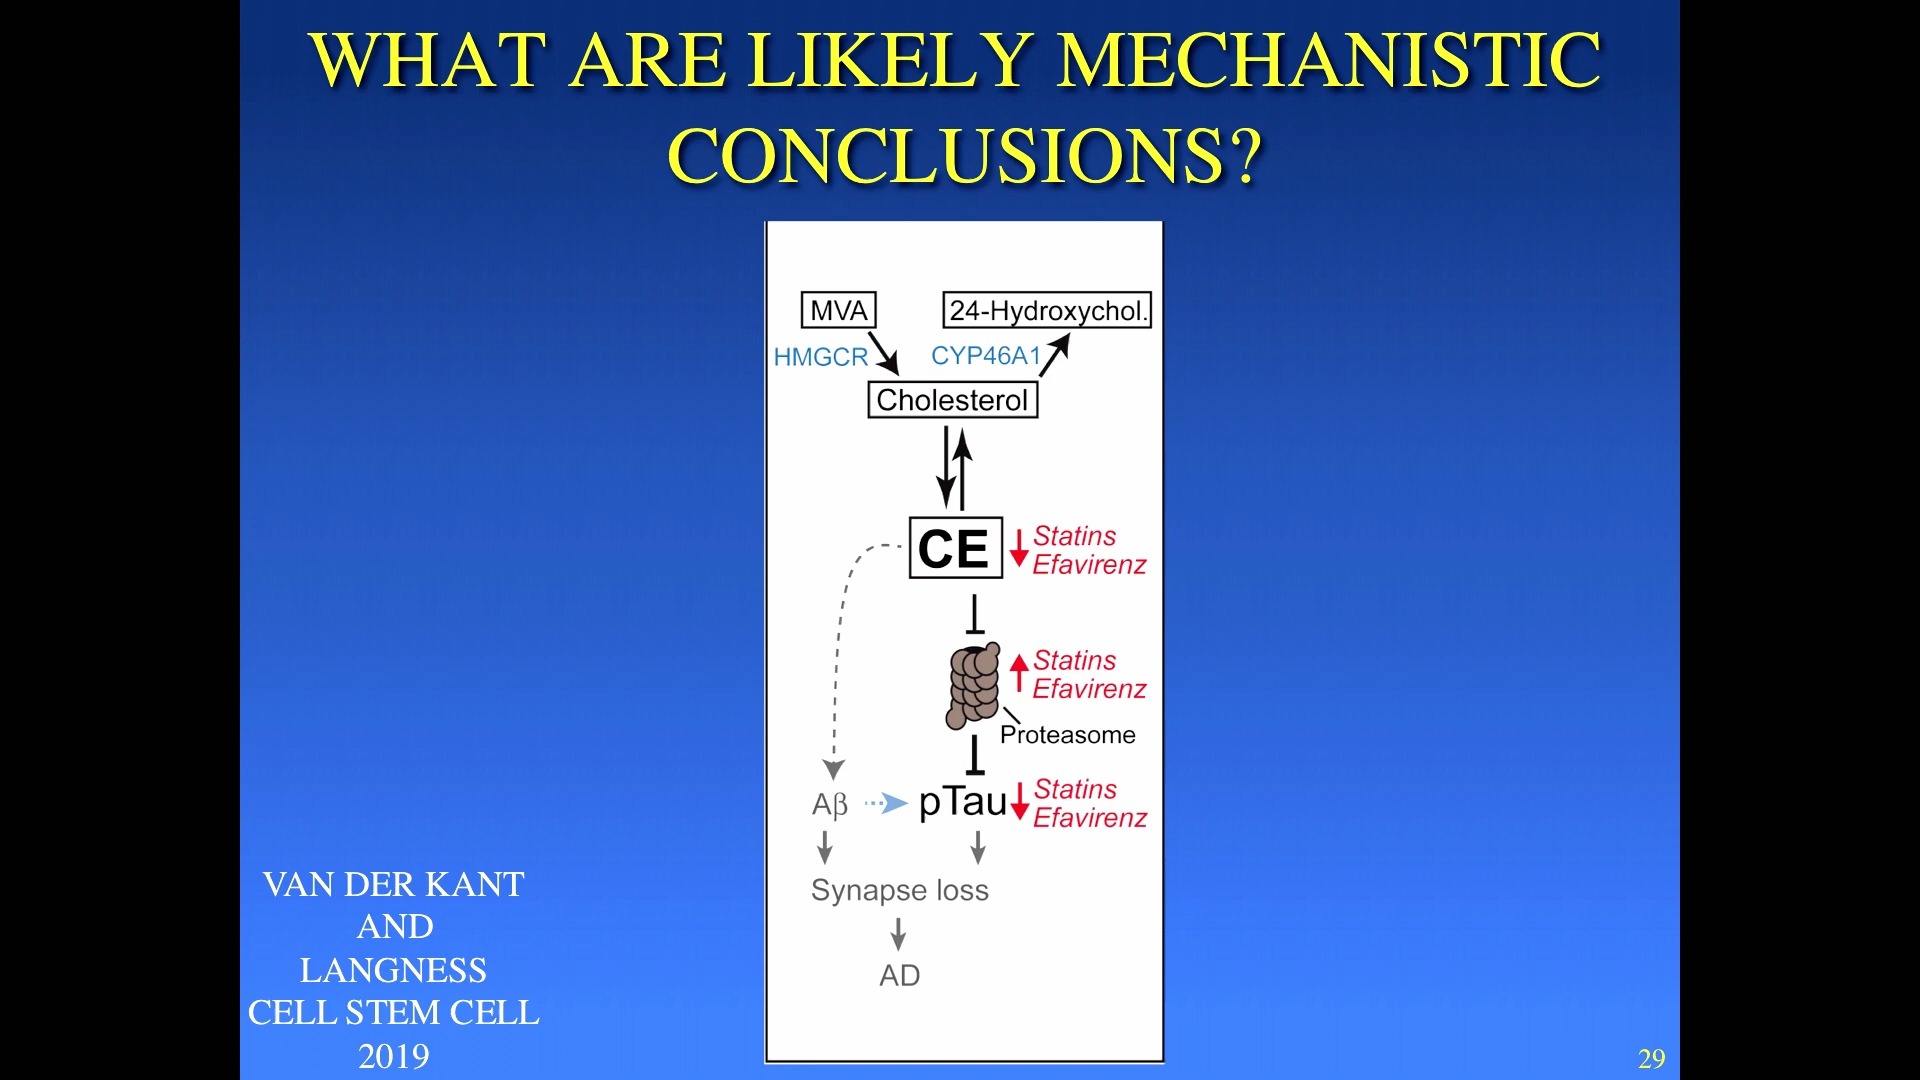 WHAT ARE LIKELY MECHANISTIC
CONCLUSIONS?
MVA
24-Hydroxychol.
HMGCR
CYP46A1
Cholesterol
CE
Statins
Efavirenz
Statins
Efavirenz
Proteasome
Aβ
pTau
Statins
Efavirenz
Synapse loss
AD
VAN DER KANT
AND
LANGNESS
CELL STEM CELL
2019
29